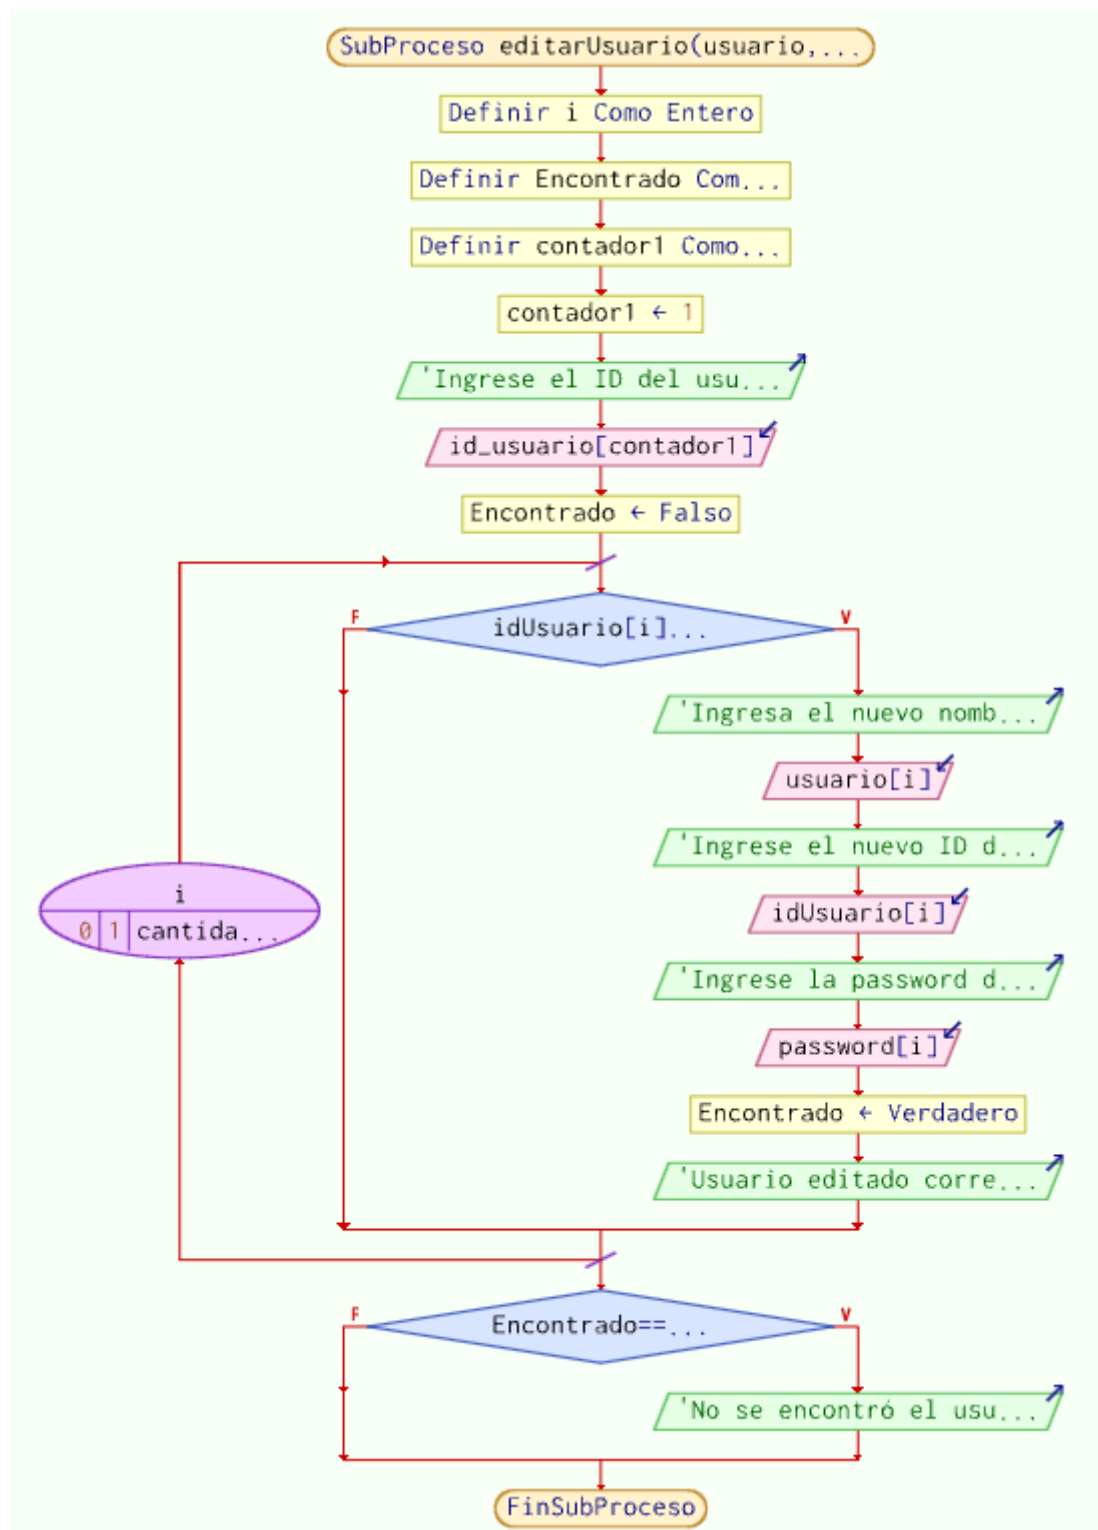 SubProceso editarUsuario(usuario,...
Definir i Como Entero
Definir Encontrado Com...
Definir contador1 Como...
contador1 ← 1
'Ingrese el ID del usu...
id_usuario[contador1]
Encontrado ← Falso
idUsuario[i]...
F
V
'Ingresa el nuevo nomb...
usuario[i]
'Ingrese el nuevo ID d...
i
0 1 cantida...
idUsuario[i]
'Ingrese la password d...
password[i]
Encontrado ← Verdadero
'Usuario editado corre...
Encontrado==...
F
V
'No se encontró el usu...
FinSubProceso